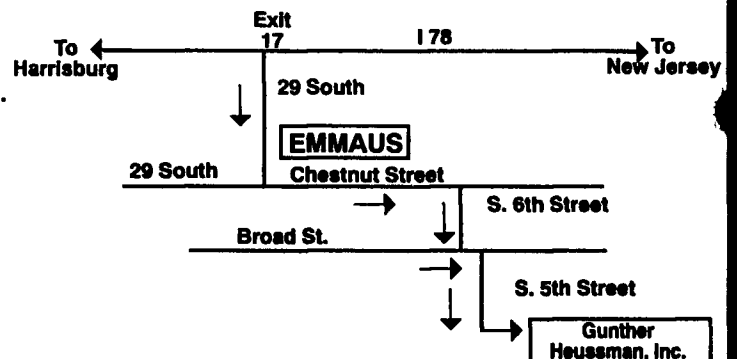 Exit
17
I 78
To
Harrisburg
To
New Jersey
29 South
EMMAUS
29 South
Chestnut Street
S. 6th Street
Broad St.
S. 5th Street
Gunther
Heussman, Inc.